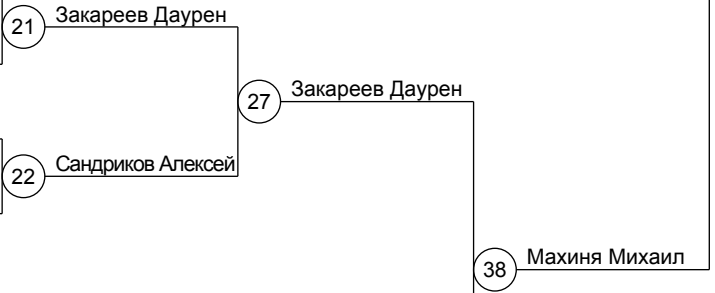 21 Закареев Даурен
27 Закареев Даурен
22 Сандриков Алексей
38 Махиня Михаил